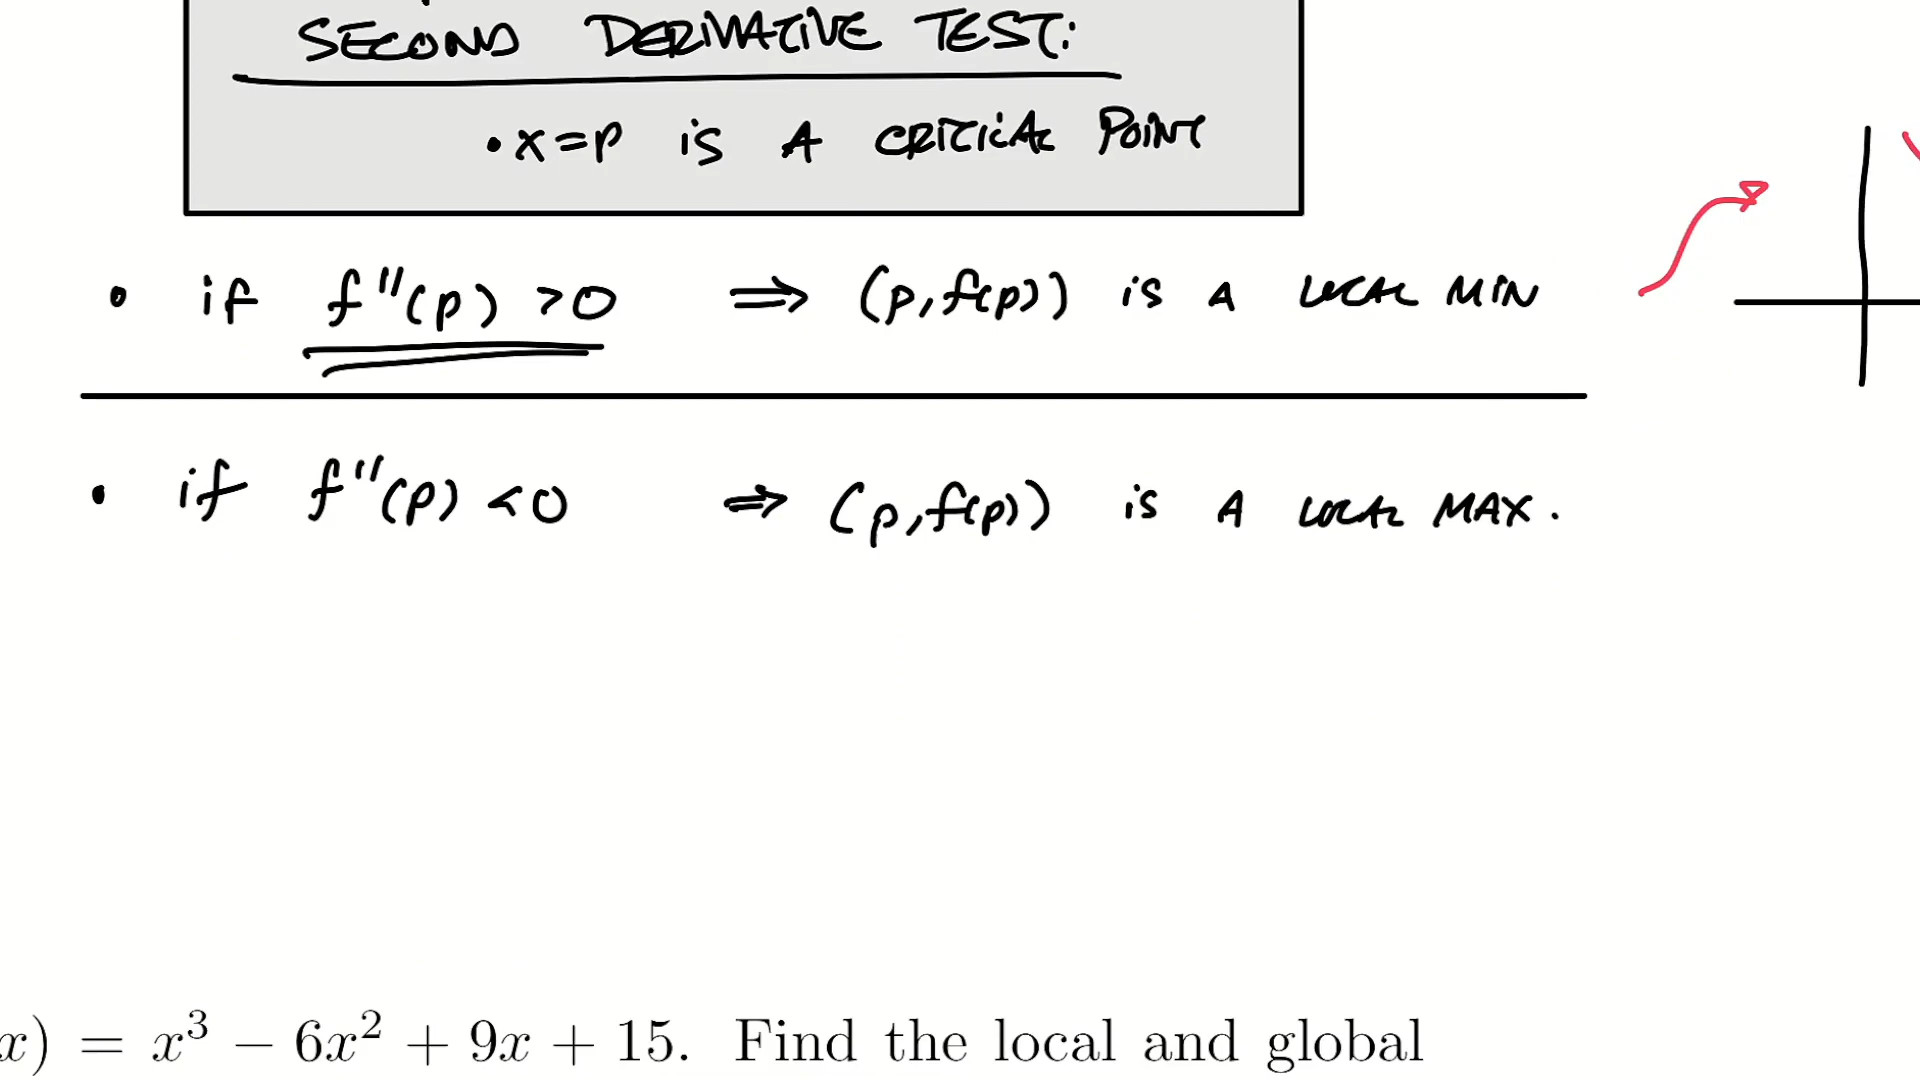 SECOND DERIVATIVE TEST:
• x=p is A CRITICAL POINT
• if f''(p) >0 ⇒ (p,f(p)) is A LOCAL MIN
• if f''(p) <0 ⇒ (p,f(p)) is A LOCAL MAX.
x) = x³ − 6x² + 9x + 15. Find the local and global